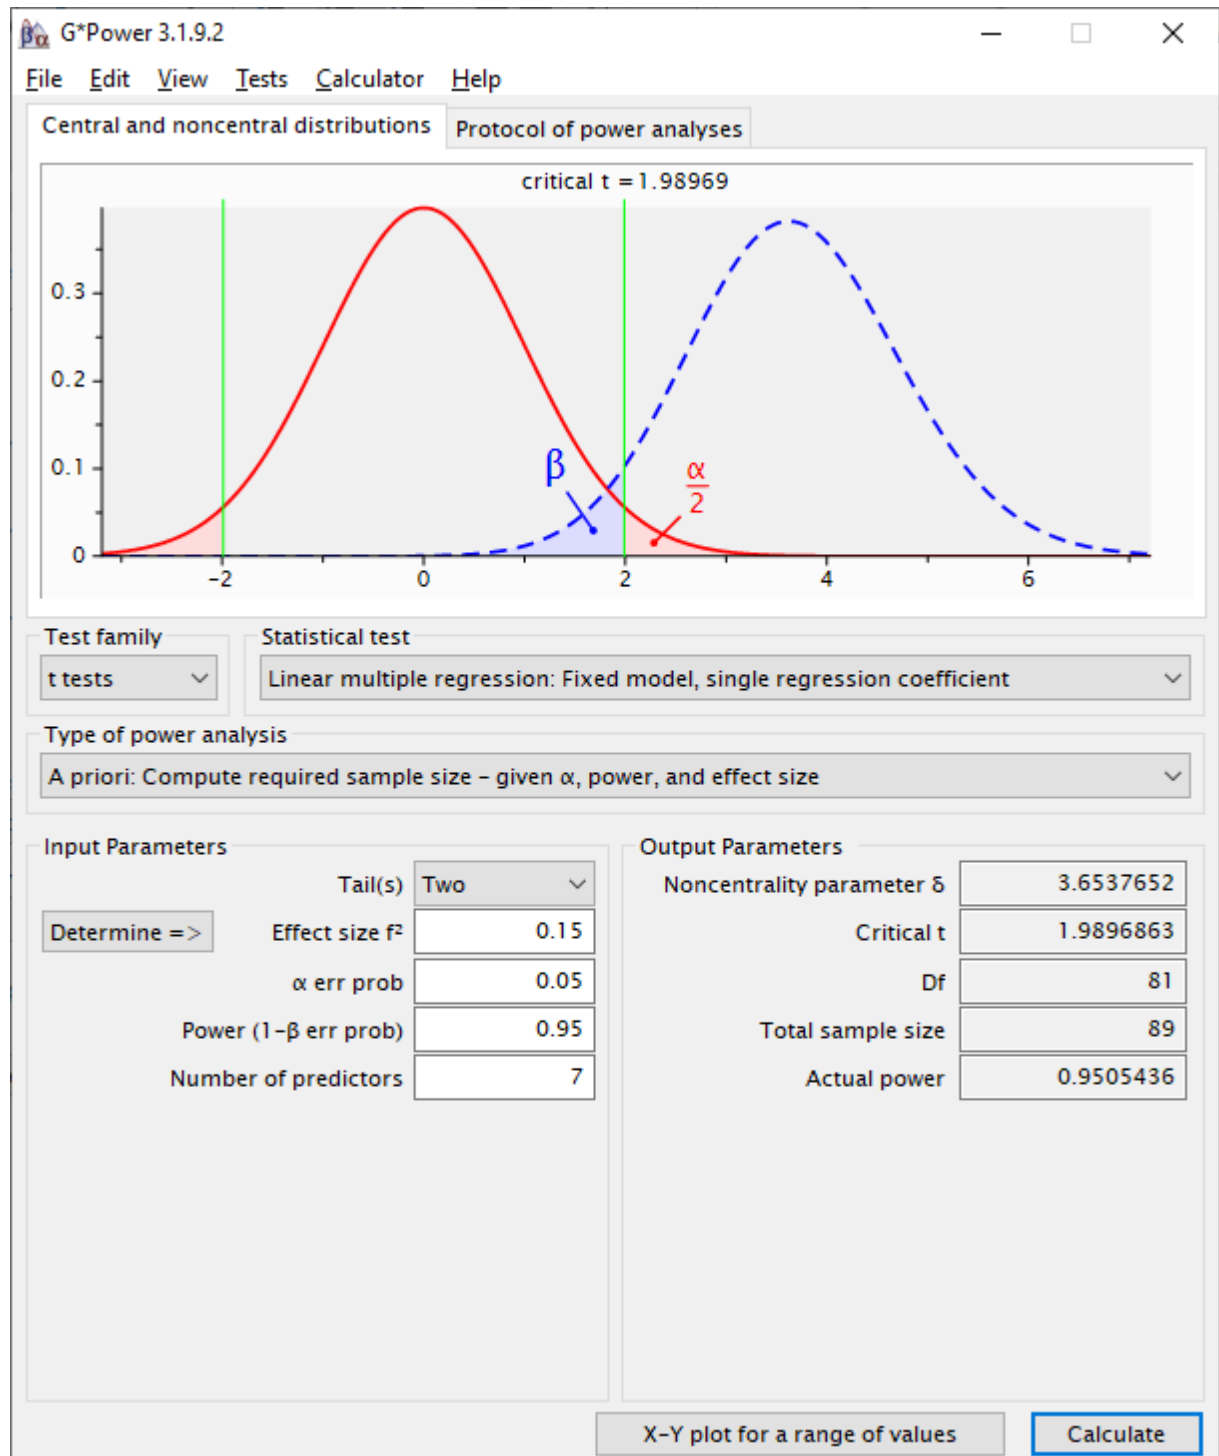 G*Power 3.1.9.2
File Edit View Tests Calculator Help
Central and noncentral distributions Protocol of power analyses
critical t = 1.98969
0.3
0.2
0.1
0
β
α
2
-2 0 2 4 6
Test family Statistical test
t tests Linear multiple regression: Fixed model, single regression coefficient
Type of power analysis
A priori: Compute required sample size – given α, power, and effect size
Input Parameters Output Parameters
Tail(s) Two Noncentrality parameter δ 3.6537652
Determine => Effect size f² 0.15 Critical t 1.9896863
α err prob 0.05 Df 81
Power (1–β err prob) 0.95 Total sample size 89
Number of predictors 7 Actual power 0.9505436
X–Y plot for a range of values Calculate